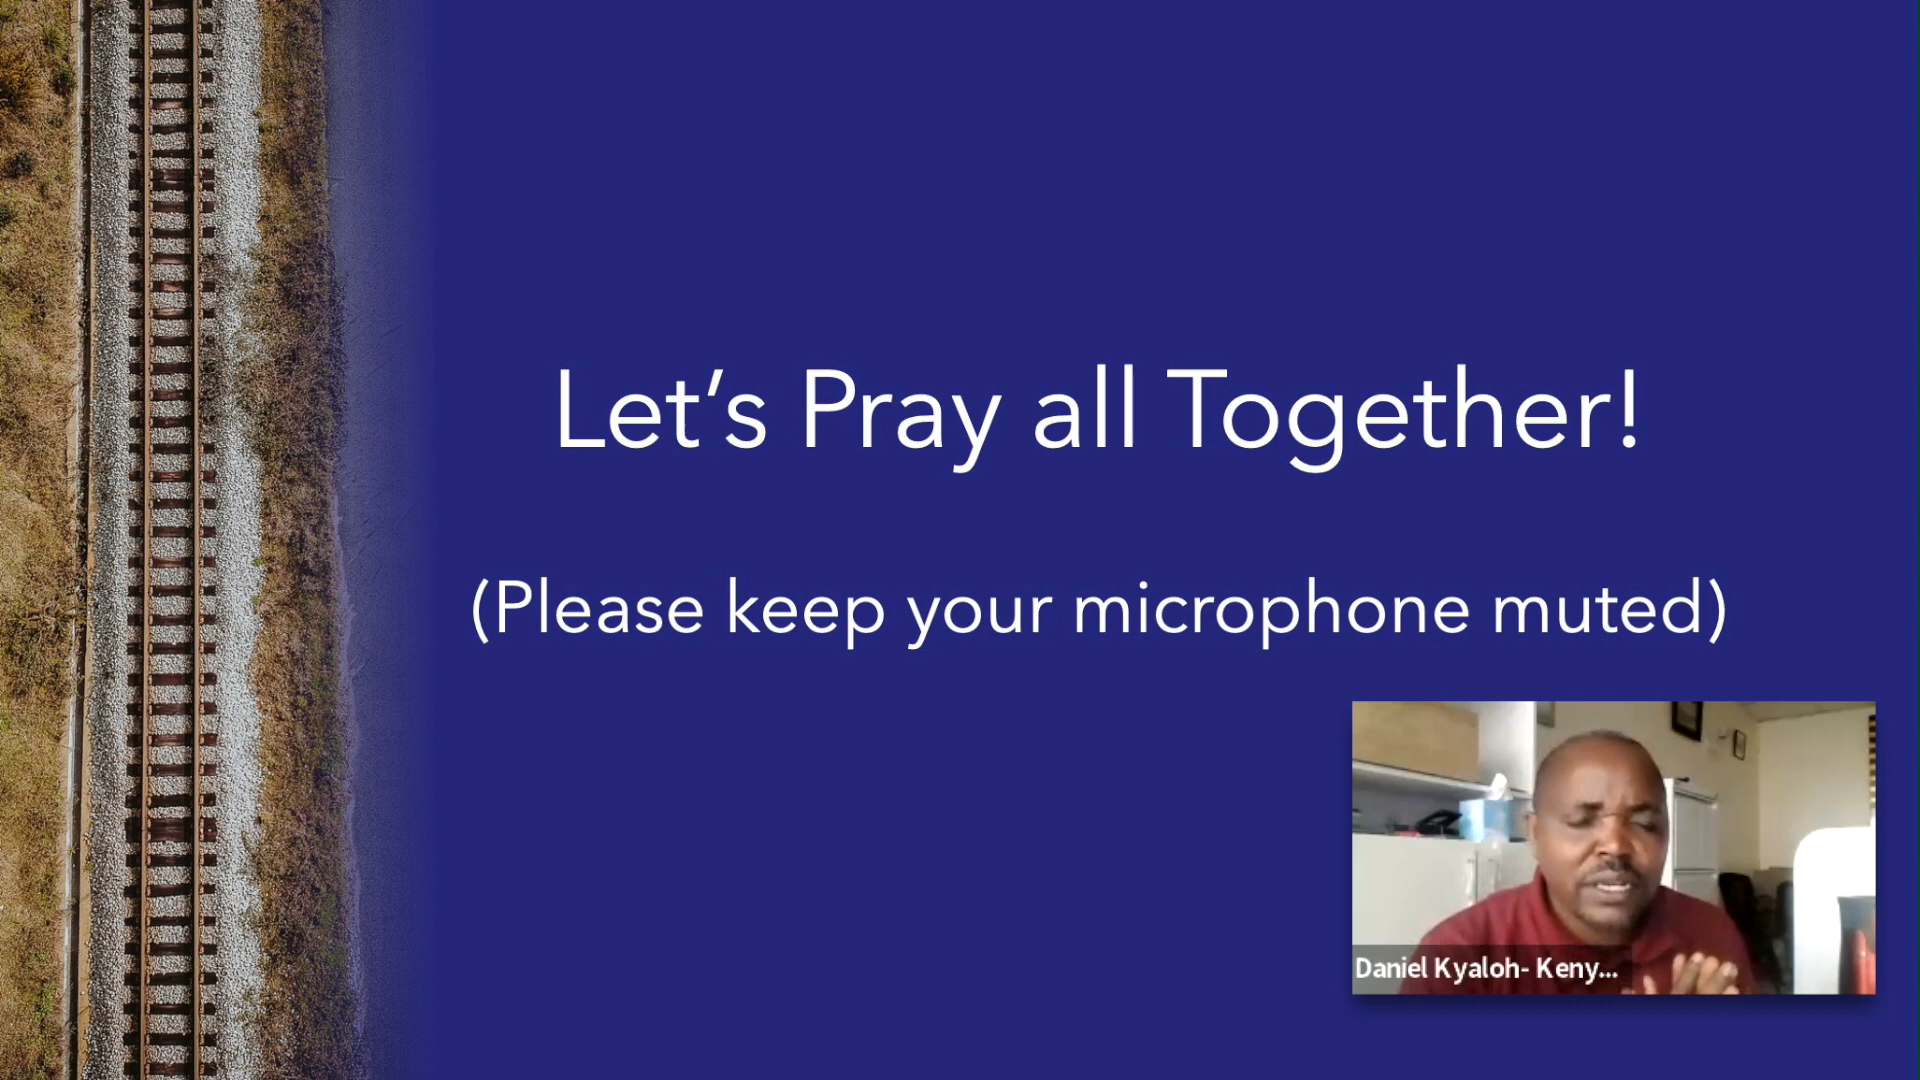 Let’s Pray all Together!
(Please keep your microphone muted)
Daniel Kyaloh- Keny...